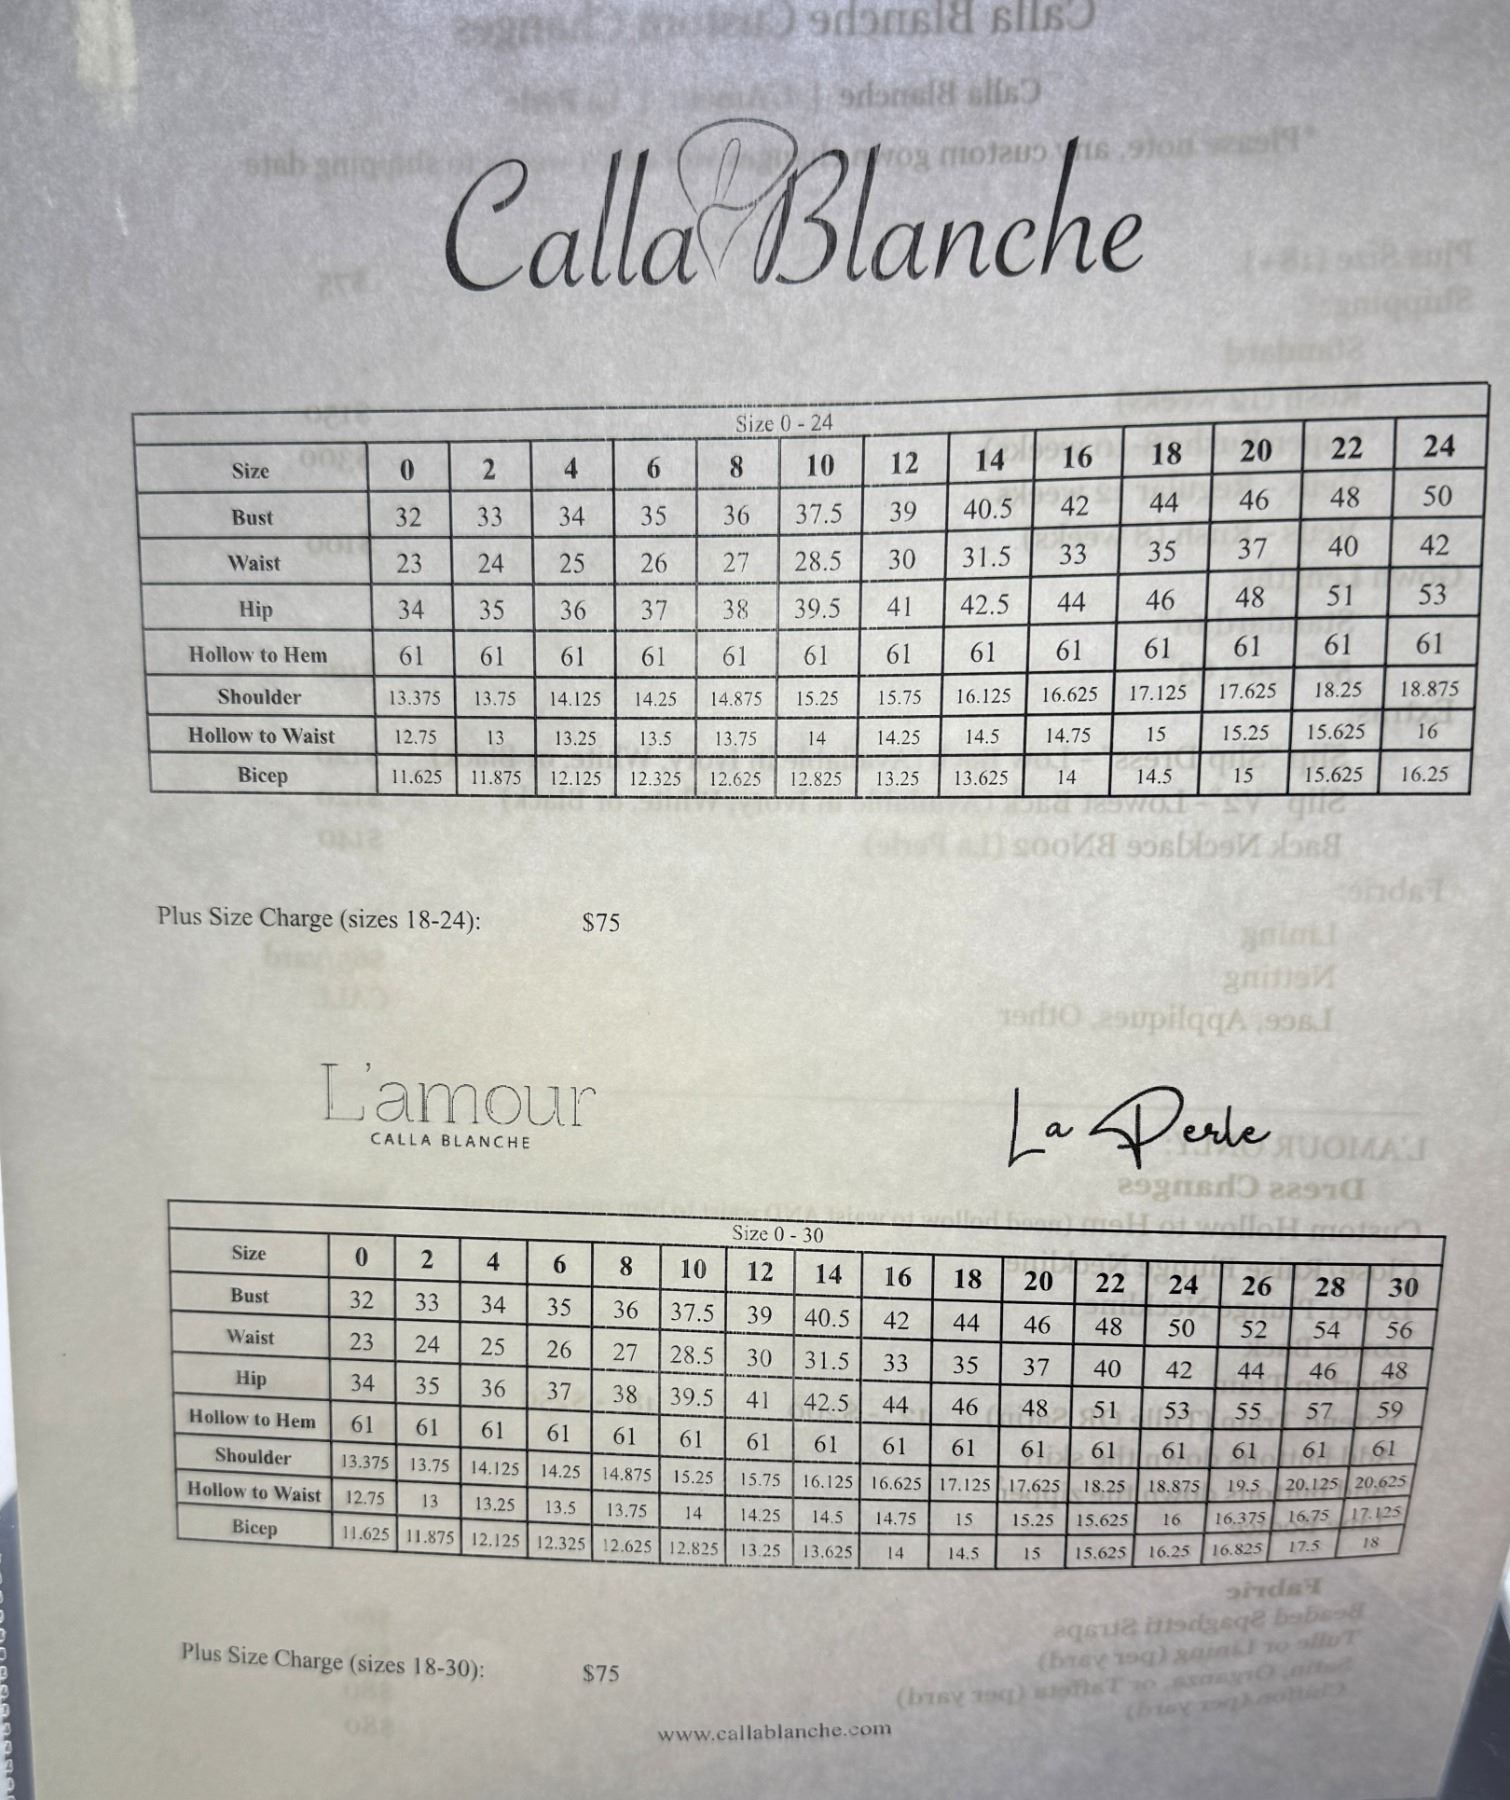 Calla Blanche
Size 0 - 24
Size 0 2 4 6 8 10 12 14 16 18 20 22 24
Bust 32 33 34 35 36 37.5 39 40.5 42 44 46 48 50
Waist 23 24 25 26 27 28.5 30 31.5 33 35 37 40 42
Hip 34 35 36 37 38 39.5 41 42.5 44 46 48 51 53
Hollow to Hem 61 61 61 61 61 61 61 61 61 61 61 61 61
Shoulder 13.375 13.75 14.125 14.25 14.875 15.25 15.75 16.125 16.625 17.125 17.625 18.25 18.875
Hollow to Waist 12.75 13 13.25 13.5 13.75 14 14.25 14.5 14.75 15 15.25 15.625 16
Bicep 11.625 11.875 12.125 12.325 12.625 12.825 13.25 13.625 14 14.5 15 15.625 16.25
Plus Size Charge (sizes 18-24): $75
L'amour
CALLA BLANCHE
La Perle
Size 0 - 30
Size 0 2 4 6 8 10 12 14 16 18 20 22 24 26 28 30
Bust 32 33 34 35 36 37.5 39 40.5 42 44 46 48 50 52 54 56
Waist 23 24 25 26 27 28.5 30 31.5 33 35 37 40 42 44 46 48
Hip 34 35 36 37 38 39.5 41 42.5 44 46 48 51 53 55 57 59
Hollow to Hem 61 61 61 61 61 61 61 61 61 61 61 61 61 61 61 61
Shoulder 13.375 13.75 14.125 14.25 14.875 15.25 15.75 16.125 16.625 17.125 17.625 18.25 18.875 19.5 20.125 20.625
Hollow to Waist 12.75 13 13.25 13.5 13.75 14 14.25 14.5 14.75 15 15.25 15.625 16 16.375 16.75 17.125
Bicep 11.625 11.875 12.125 12.325 12.625 12.825 13.25 13.625 14 14.5 15 15.625 16.25 16.825 17.5 18
Plus Size Charge (sizes 18-30): $75
www.callablanche.com